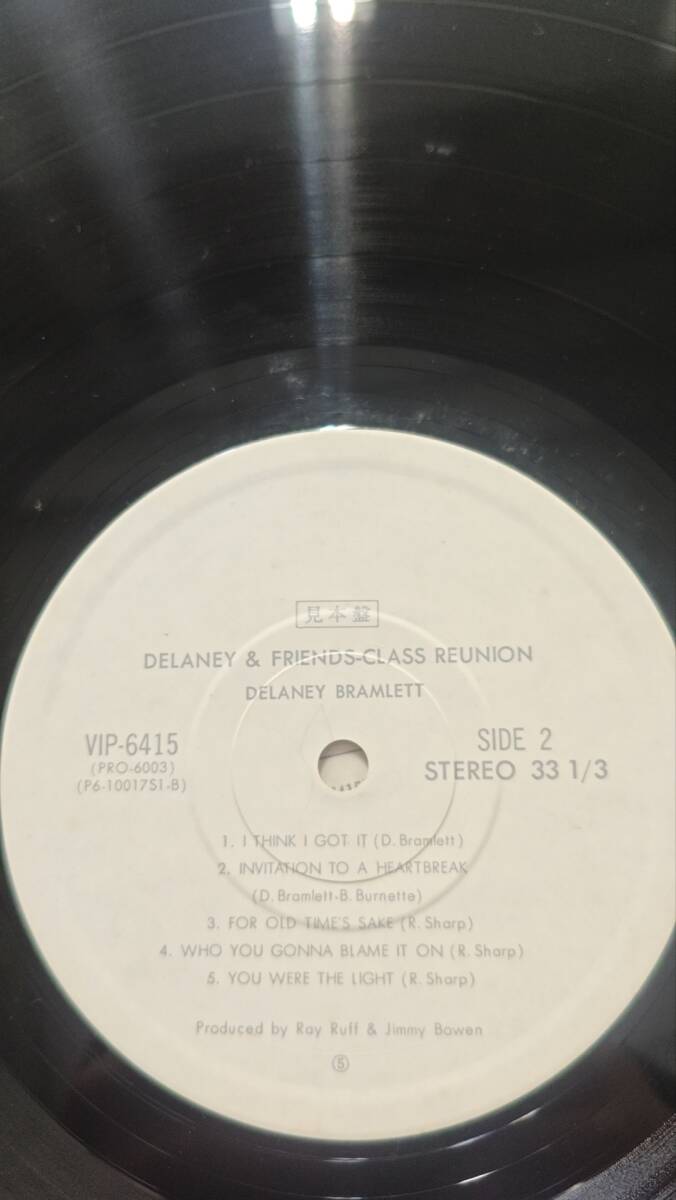 見本盤
DELANEY & FRIENDS-CLASS REUNION
DELANEY BRAMLETT
VIP-6415
(PRO-6003)
(P6-10017S1-B)
SIDE 2
STEREO 33 1/3
1. I THINK I GOT IT (D. Bramlett)
2. INVITATION TO A HEARTBREAK
(D. Bramlett-B. Burnette)
3. FOR OLD TIME'S SAKE (R. Sharp)
4. WHO YOU GONNA BLAME IT ON (R. Sharp)
5. YOU WERE THE LIGHT (R. Sharp)
Produced by Ray Ruff & Jimmy Bowen
⑤